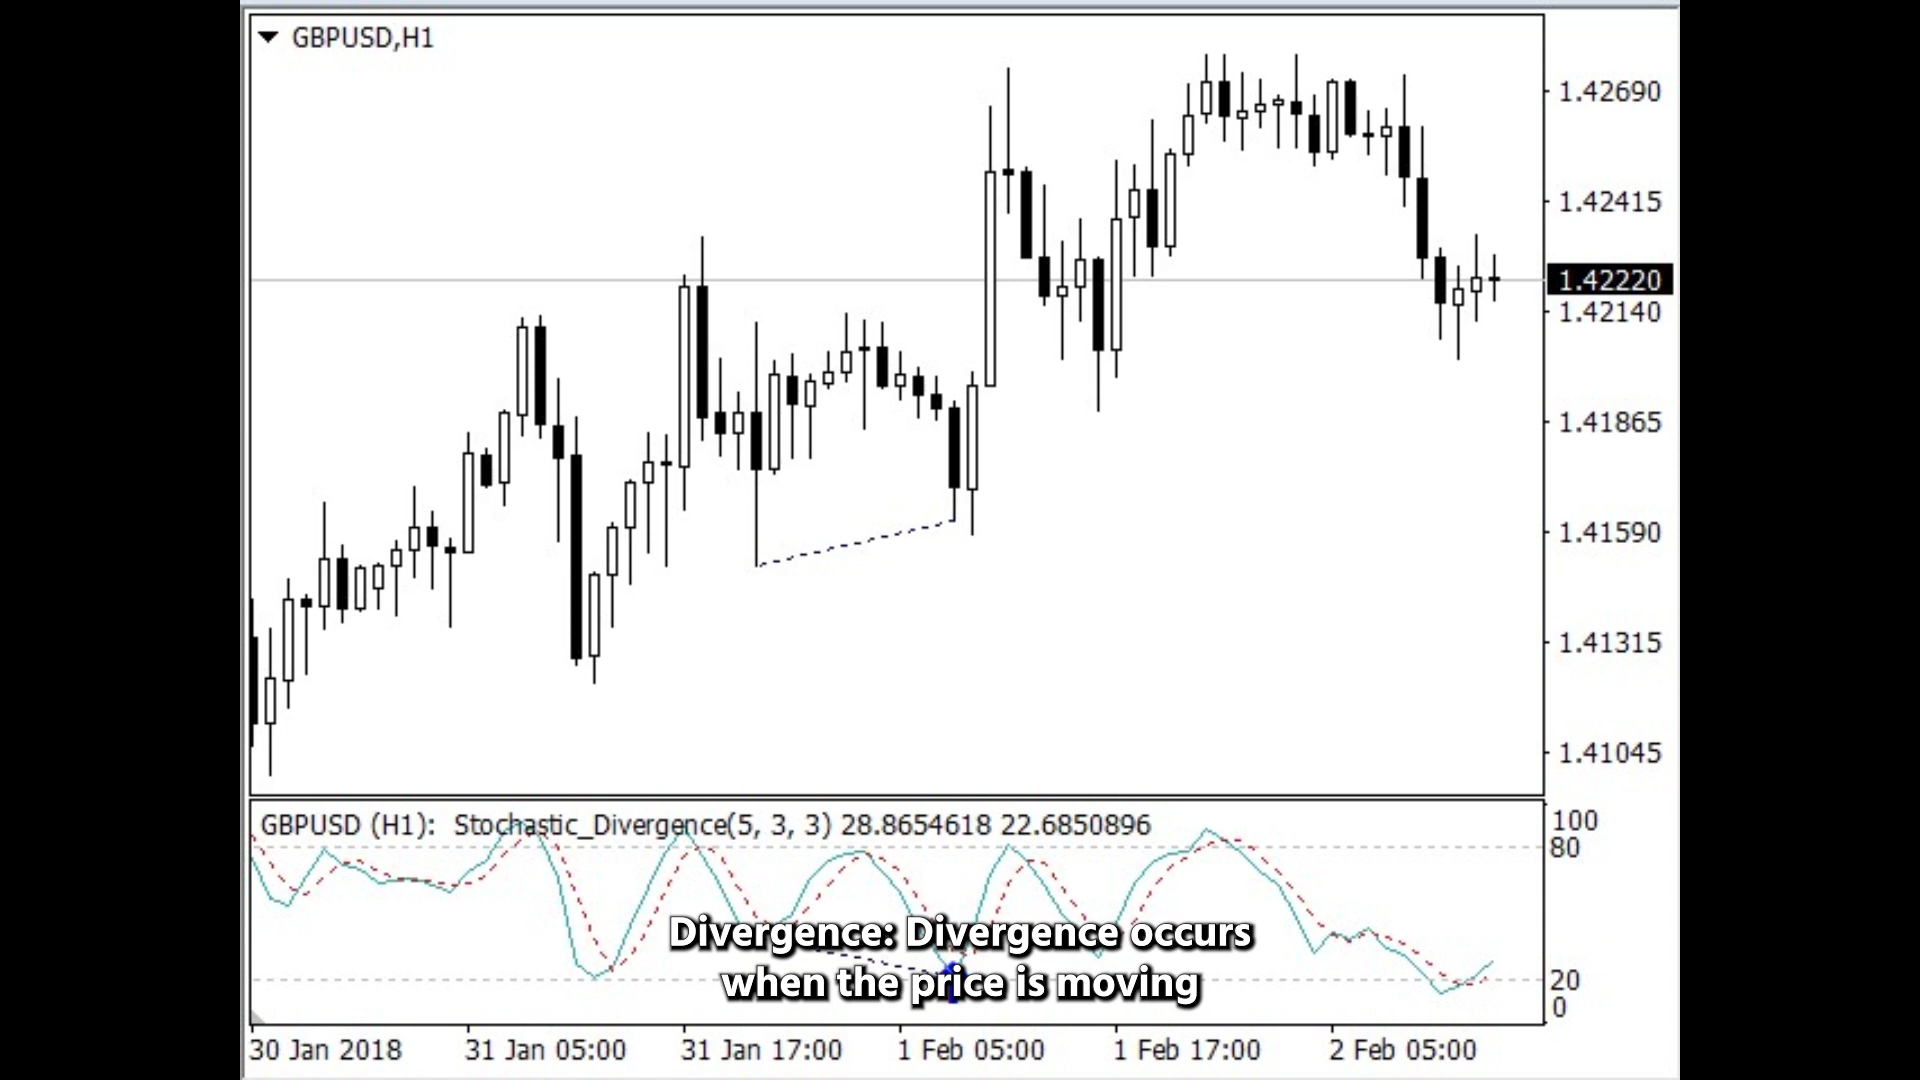 GBPUSD,H1
1.42690
1.42415
1.42220
1.42140
1.41865
1.41590
1.41315
1.41045
GBPUSD (H1): Stochastic_Divergence(5, 3, 3) 28.8654618 22.6850896
100
80
20
0
Divergence: Divergence occurs
when the price is moving
30 Jan 2018 31 Jan 05:00 31 Jan 17:00 1 Feb 05:00 1 Feb 17:00 2 Feb 05:00